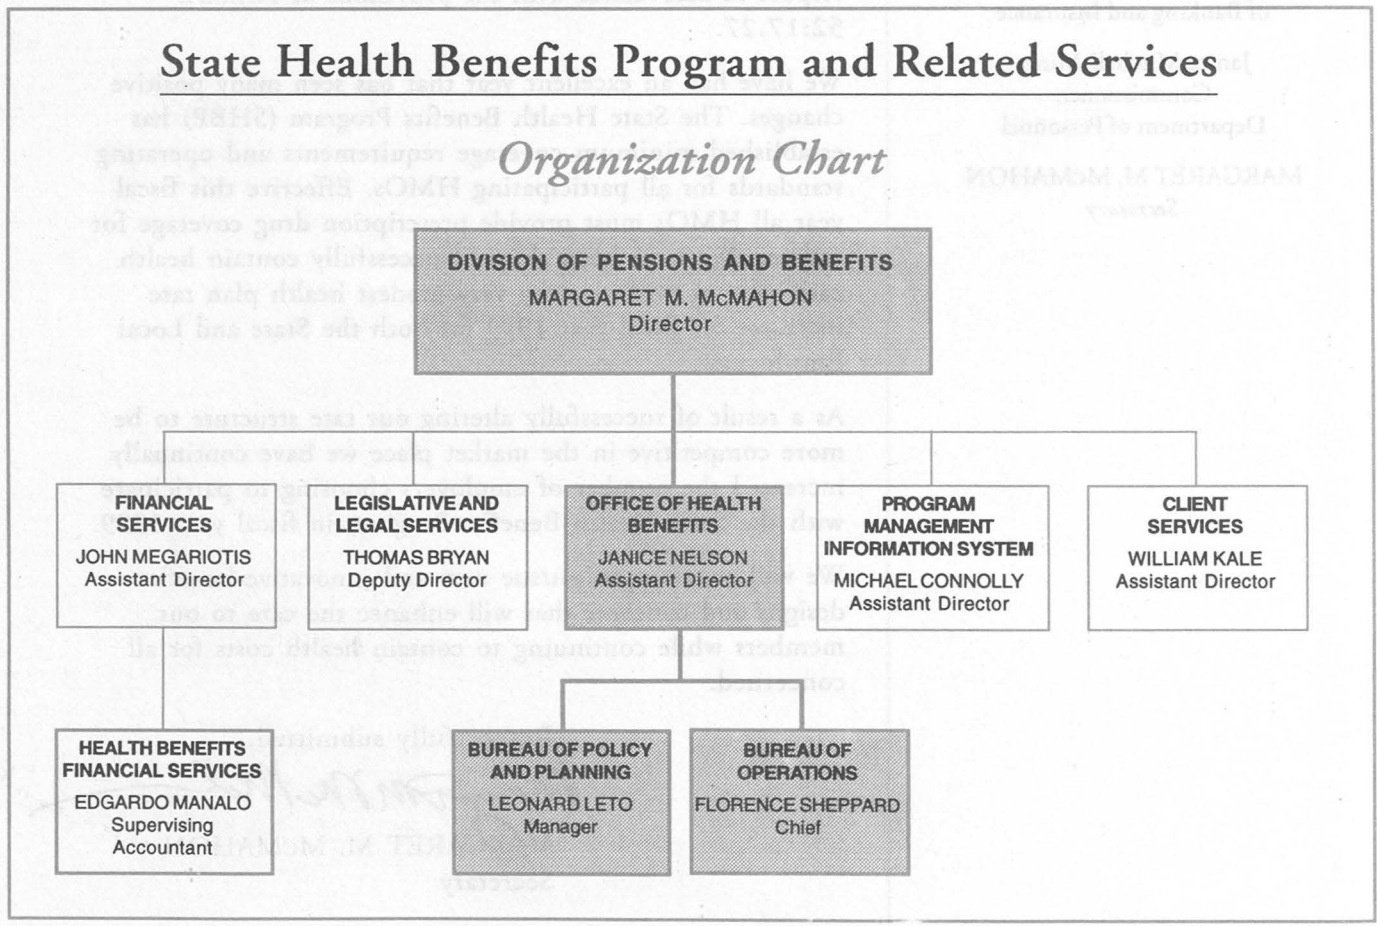 State Health Benefits Program and Related Services
Organization Chart
DIVISION OF PENSIONS AND BENEFITS
MARGARET M. McMAHON
Director
FINANCIAL
SERVICES
JOHN MEGARIOTIS
Assistant Director
LEGISLATIVE AND
LEGAL SERVICES
THOMAS BRYAN
Deputy Director
OFFICE OF HEALTH
BENEFITS
JANICE NELSON
Assistant Director
PROGRAM
MANAGEMENT
INFORMATION SYSTEM
MICHAEL CONNOLLY
Assistant Director
CLIENT
SERVICES
WILLIAM KALE
Assistant Director
HEALTH BENEFITS
FINANCIAL SERVICES
EDGARDO MANALO
Supervising
Accountant
BUREAU OF POLICY
AND PLANNING
LEONARD LETO
Manager
BUREAU OF
OPERATIONS
FLORENCE SHEPPARD
Chief